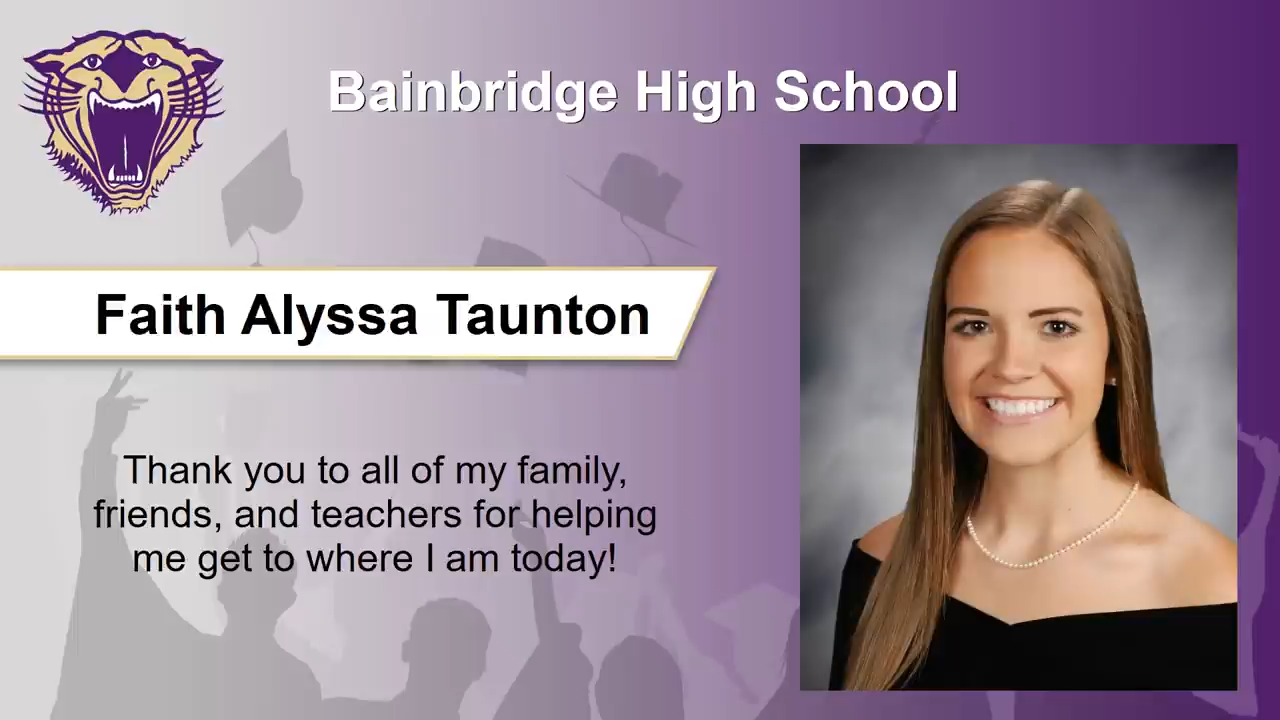 Bainbridge High School
Faith Alyssa Taunton
Thank you to all of my family,
friends, and teachers for helping
me get to where I am today!